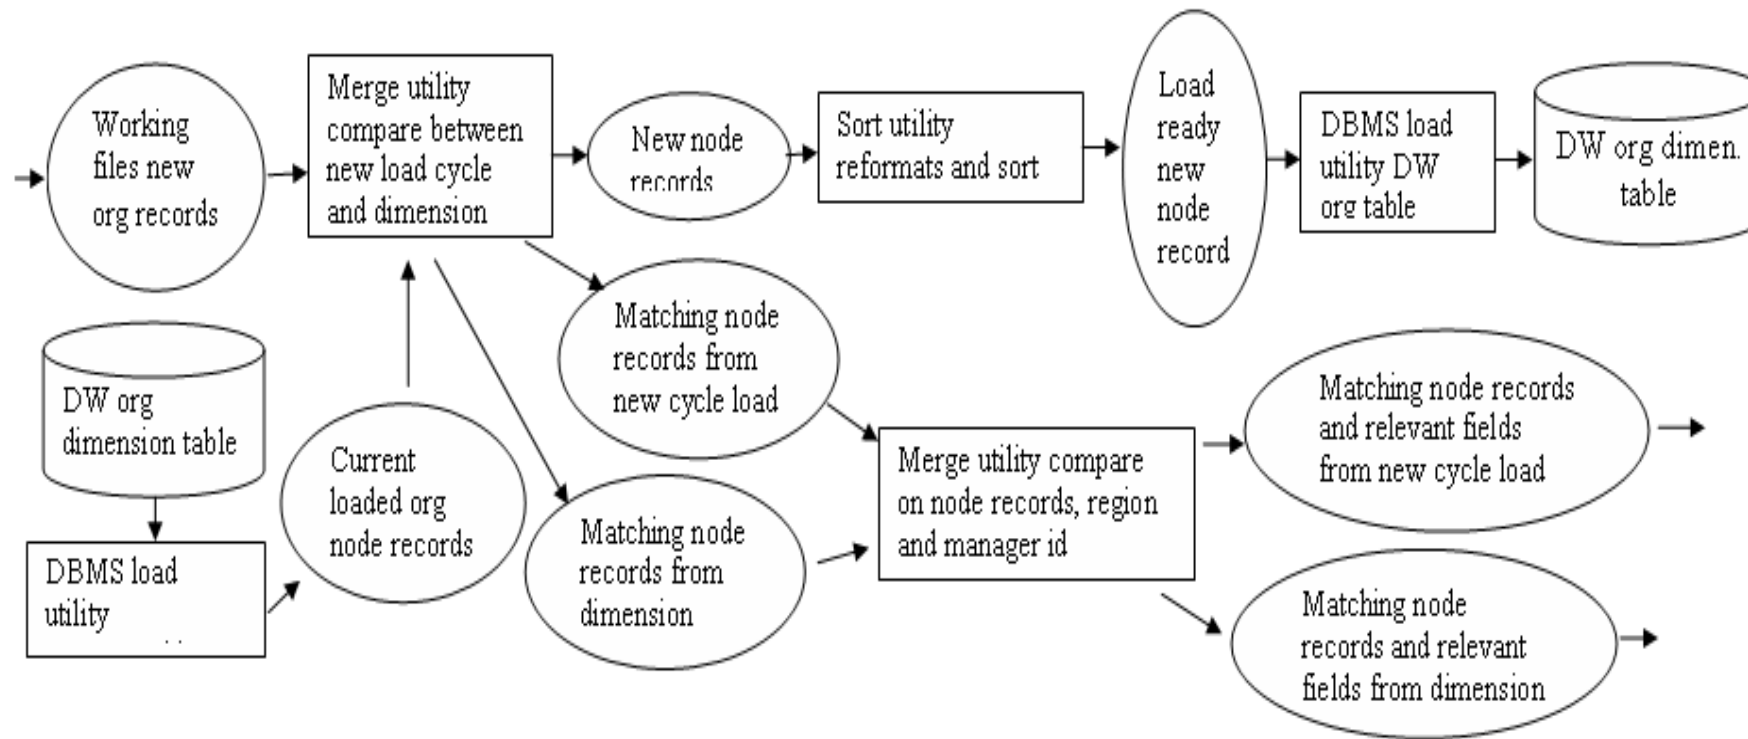 Working
files new
org records
Merge utility
compare between
new load cycle
and dimension
New node
records
Sort utility
reformats and sort
Load
ready
new
node
record
DBMS load
utility DW
org table
DW org dimen.
table
DW org
dimension table
DBMS load
utility
Current
loaded org
node records
Matching node
records from
new cycle load
Matching node
records from
dimension
Merge utility compare
on node records, region
and manager id
Matching node records
and relevant fields
from new cycle load
Matching node
records and relevant
fields from dimension